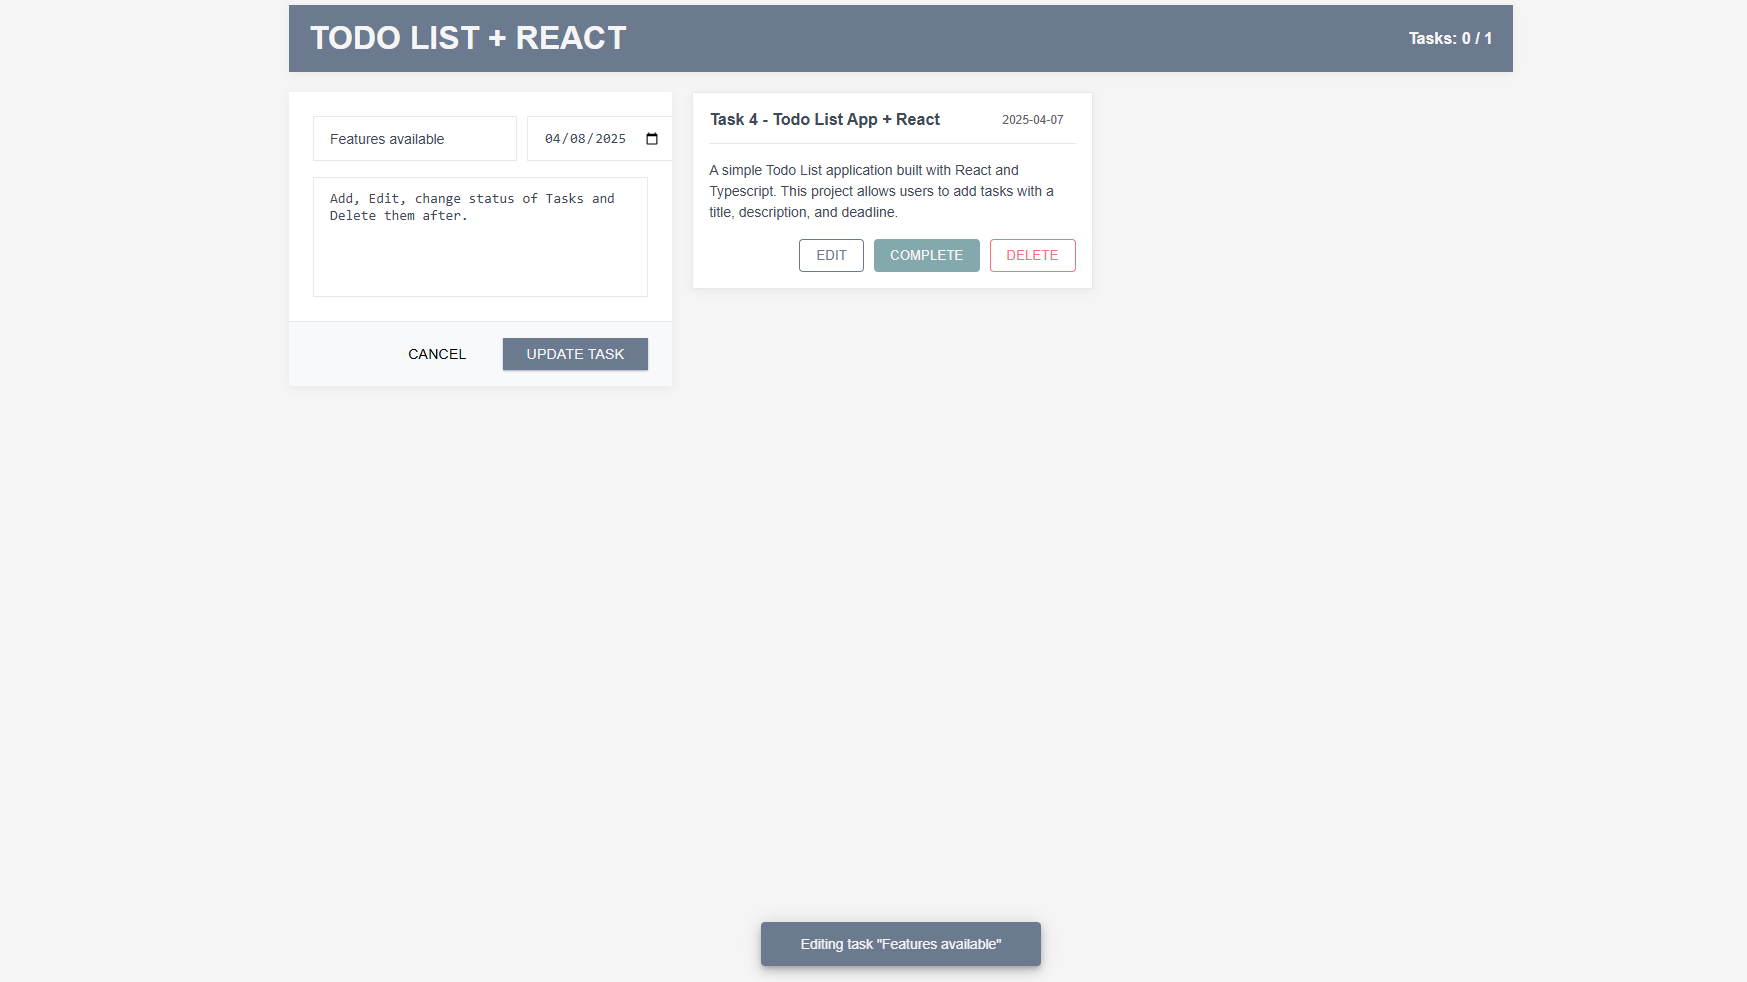 TODO LIST + REACT
Tasks: 0 / 1
Features available
04/08/2025
Add, Edit, change status of Tasks and
Delete them after.
CANCEL
UPDATE TASK
Task 4 - Todo List App + React
2025-04-07
A simple Todo List application built with React and
Typescript. This project allows users to add tasks with a
title, description, and deadline.
EDIT
COMPLETE
DELETE
Editing task "Features available"